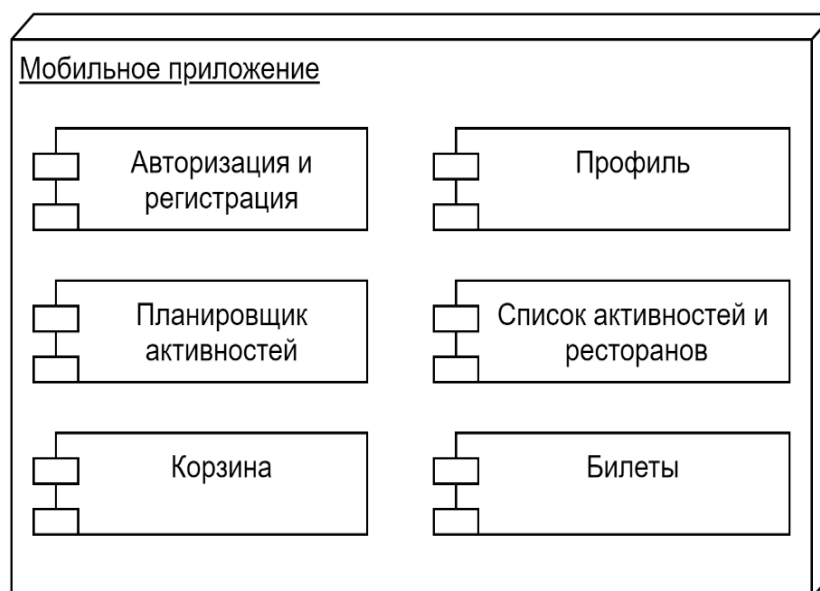 Мобильное приложение
Авторизация и
регистрация
Профиль
Планировщик
активностей
Список активностей и
ресторанов
Корзина
Билеты